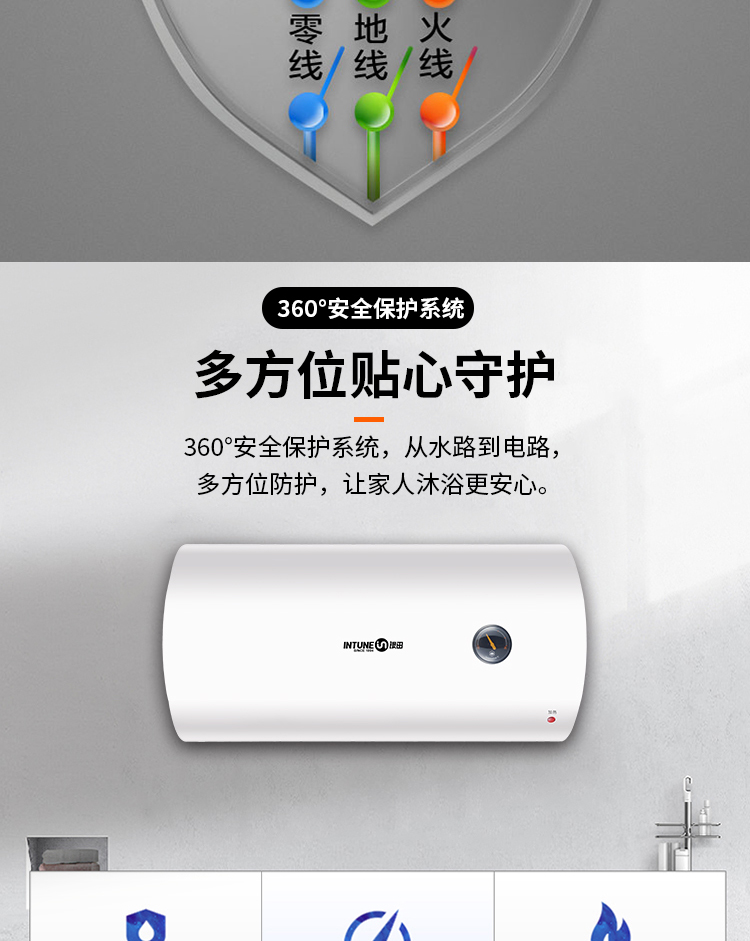 零线 地线 火线
360°安全保护系统
多方位贴心守护
360°安全保护系统，从水路到电路，
多方位防护，让家人沐浴更安心。
INTUNE